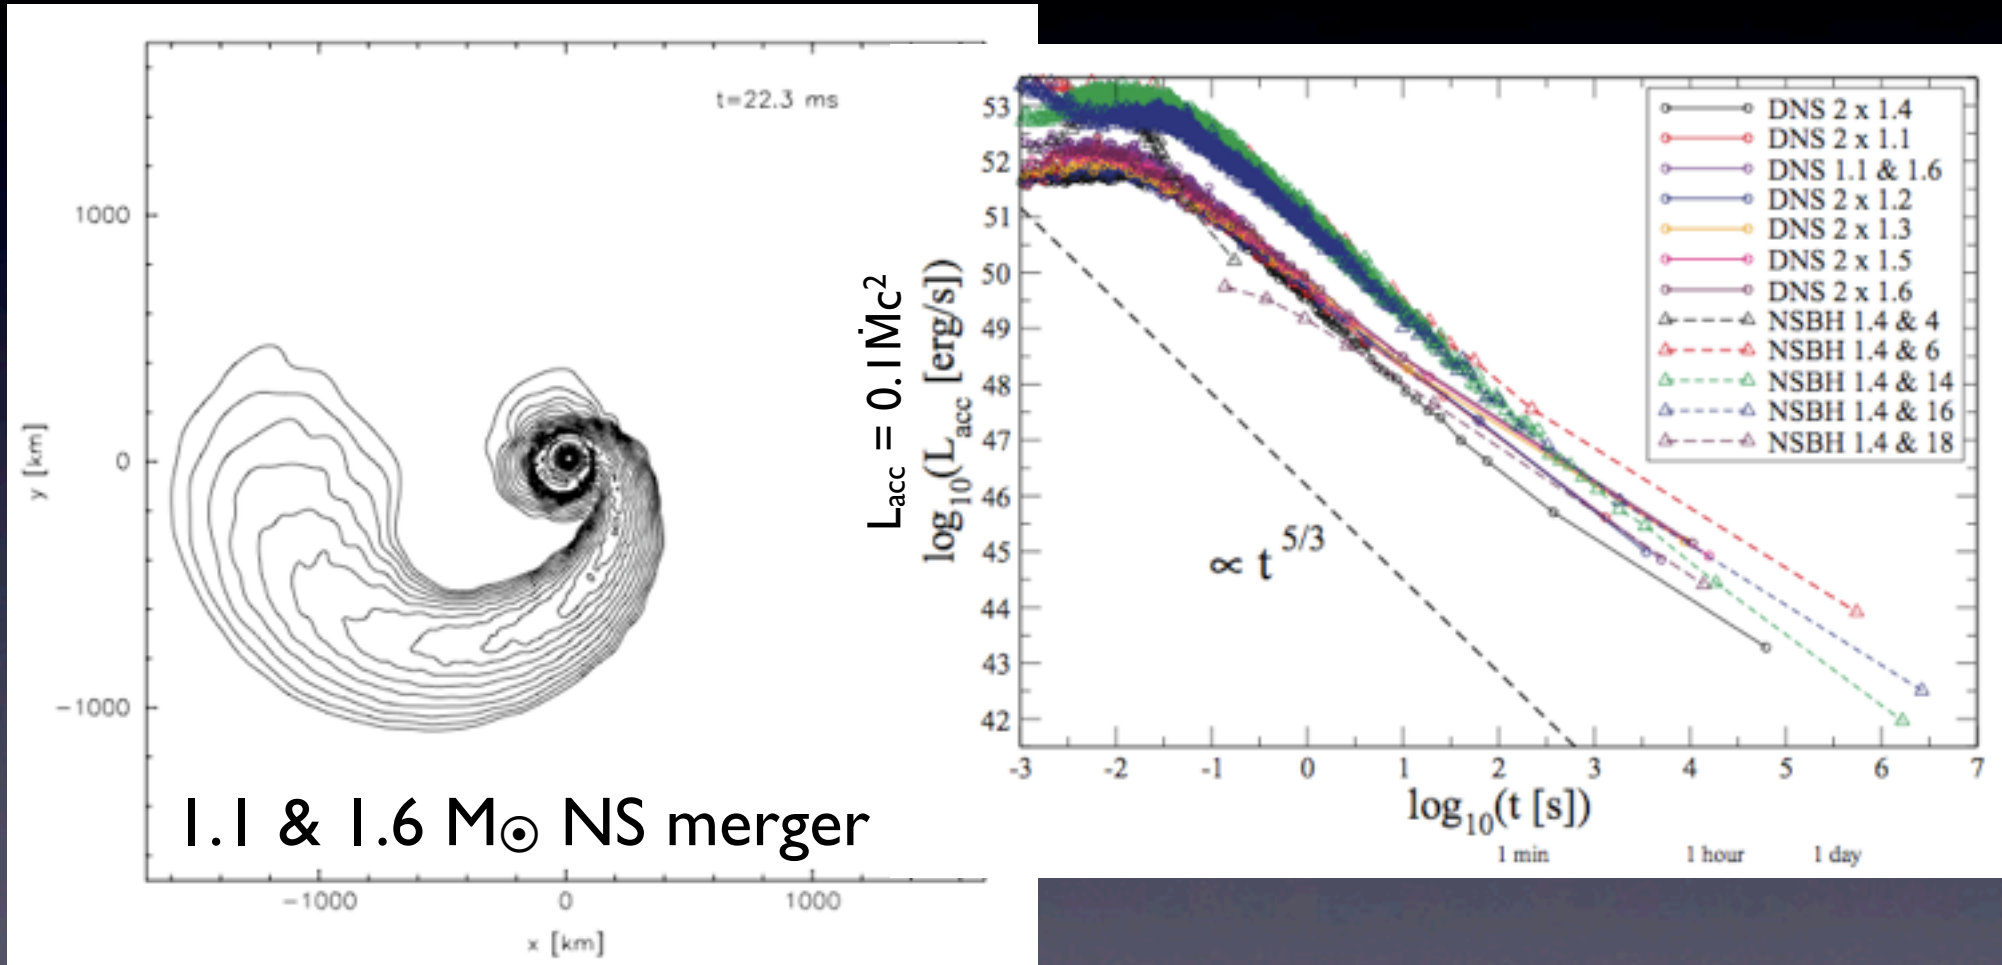 t=22.3 ms
1000
0
-1000
y [km]
-1000 0 1000
x [km]
1.1 & 1.6 M☉ NS merger
L_acc = 0.1Ṁc²
log₁₀(L_acc [erg/s])
53
52
51
50
49
48
47
46
45
44
43
42
∝ t^5/3
DNS 2 x 1.4
DNS 2 x 1.1
DNS 1.1 & 1.6
DNS 2 x 1.2
DNS 2 x 1.3
DNS 2 x 1.5
DNS 2 x 1.6
NSBH 1.4 & 4
NSBH 1.4 & 6
NSBH 1.4 & 14
NSBH 1.4 & 16
NSBH 1.4 & 18
-3 -2 -1 0 1 2 3 4 5 6 7
log₁₀(t [s])
1 min 1 hour 1 day